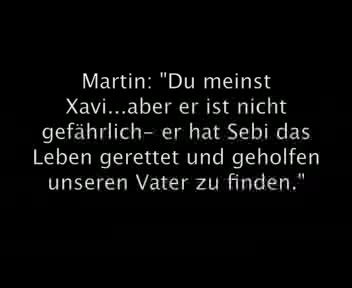 Martin: "Du meinst
Xavi...aber er ist nicht
gefährlich- er hat Sebi das
Leben gerettet und geholfen
unseren Vater zu finden."